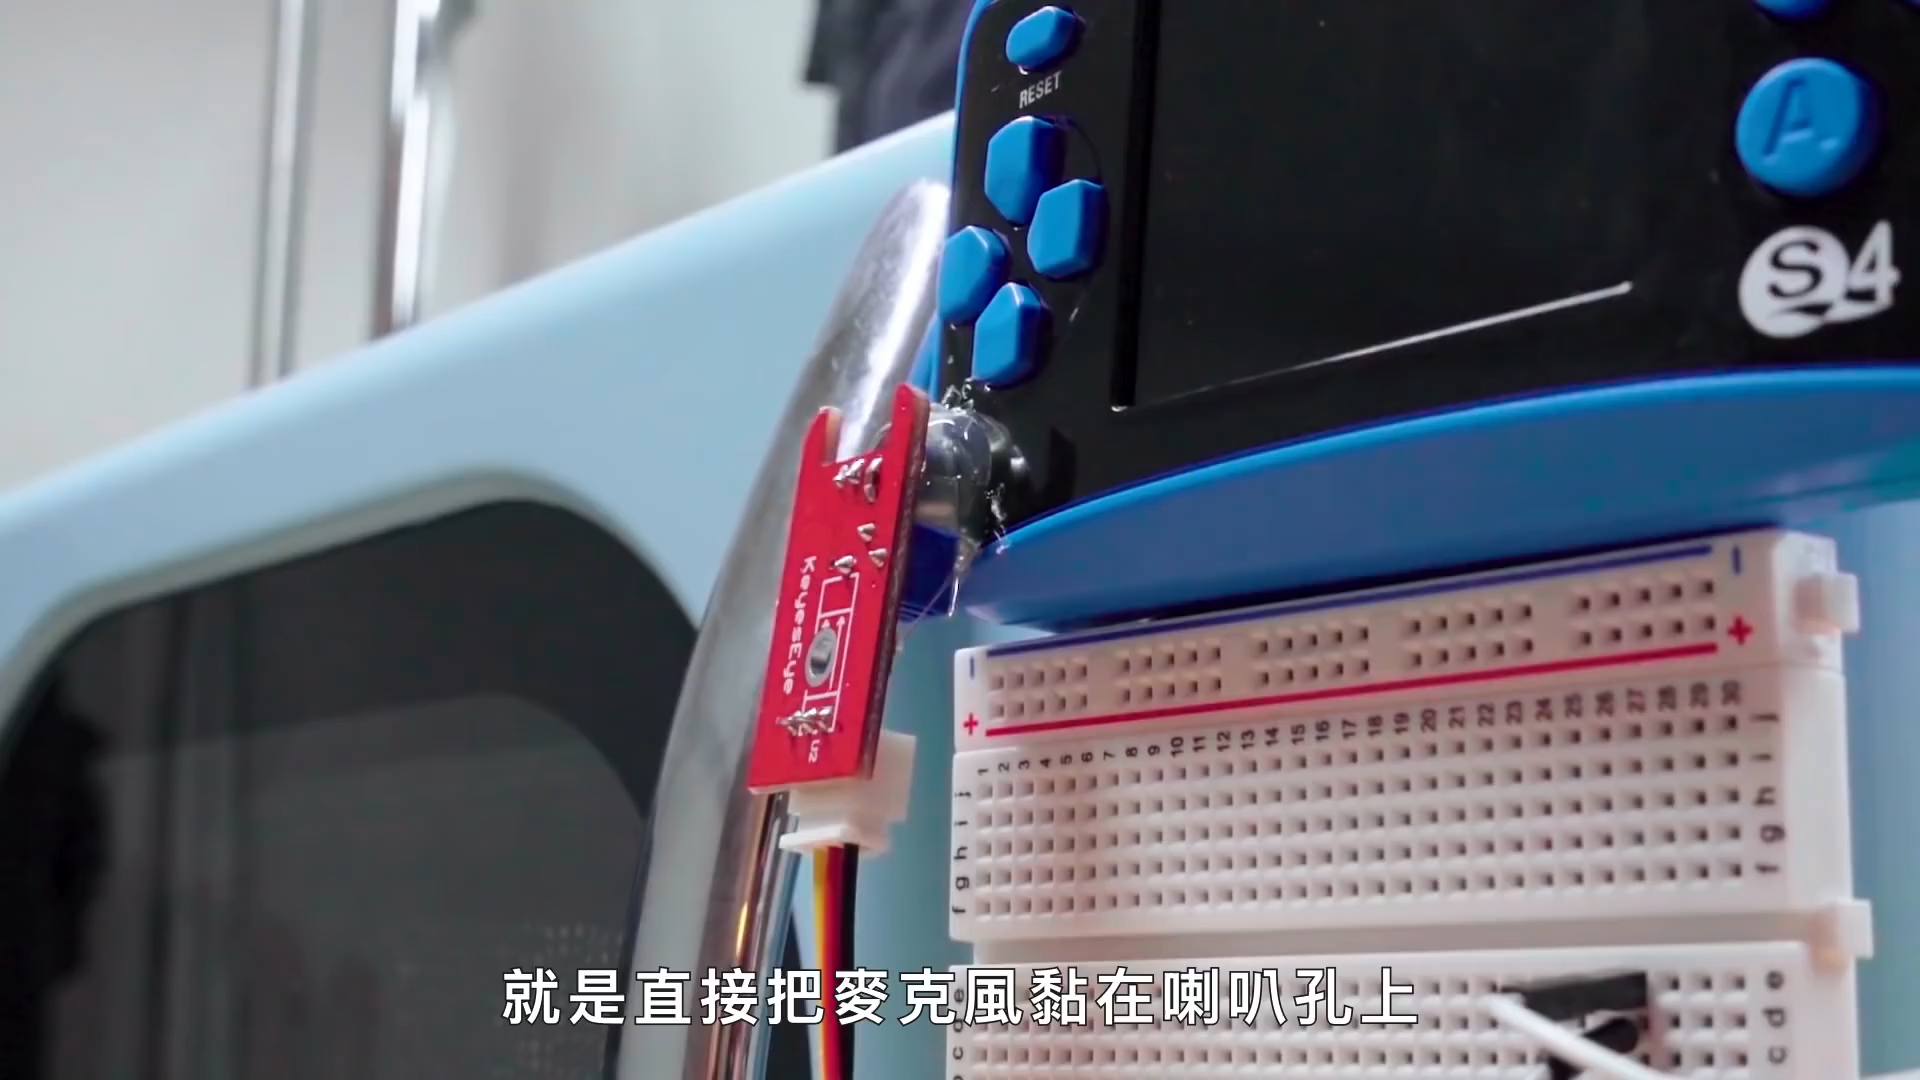 RESET
A
S4
KeyesEye
U2
- -
+ +
1 2 3 4 5 6 7 8 9 10 11 12 13 14 15 16 17 18 19 20 21 22 23 24 25 26 27 28 29 30
j j
i i
h h
g g
f f
e e
d d
c c
就是直接把麥克風黏在喇叭孔上